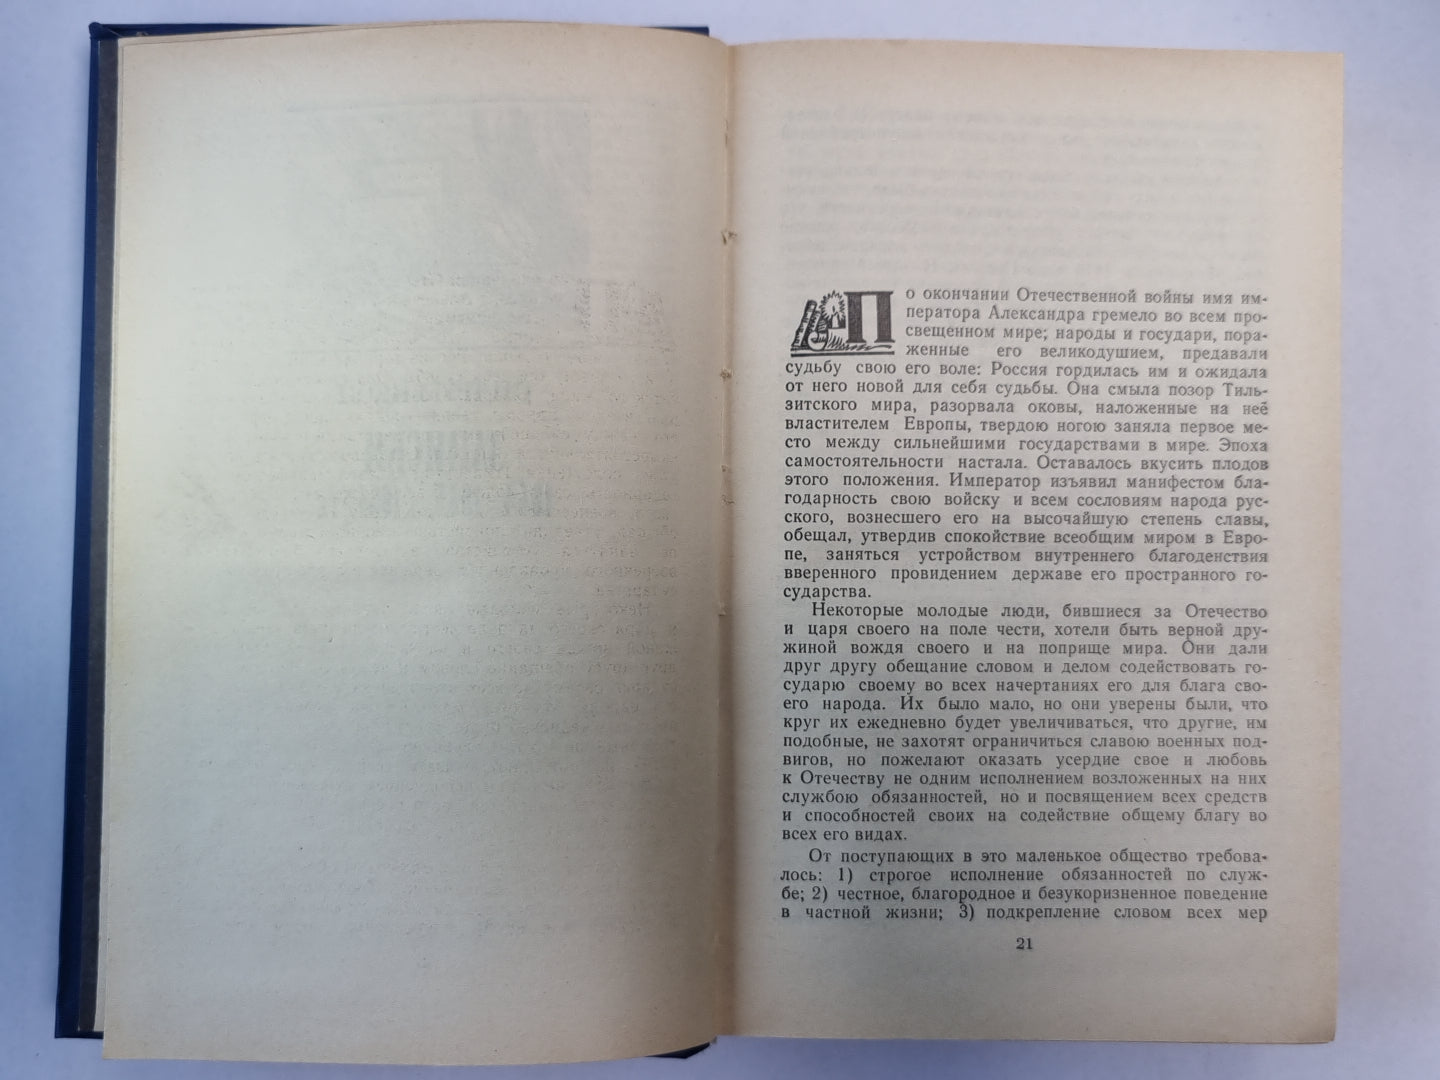 По окончании Отечественной войны имя им-
ператора Александра гремело во всем про-
свещенном мире; народы и государи, пора-
женные его великодушием, предавали
судьбу свою его воле: Россия гордилась им и ожидала
от него новой для себя судьбы. Она смыла позор Тиль-
зитского мира, разорвала оковы, наложенные на неё
властителем Европы, твердою ногою заняла первое ме-
сто между сильнейшими государствами в мире. Эпоха
самостоятельности настала. Оставалось вкусить плодов
этого положения. Император изъявил манифестом бла-
годарность свою войску и всем сословиям народа рус-
ского, вознесшего его на высочайшую степень славы,
обещал, утвердив спокойствие всеобщим миром в Евро-
пе, заняться устройством внутреннего благоденствия
вверенного провидением державе его пространного го-
сударства.
Некоторые молодые люди, бившиеся за Отечество
и царя своего на поле чести, хотели быть верной дру-
жиной вождя своего и на поприще мира. Они дали
друг другу обещание словом и делом содействовать го-
сударю своему во всех начертаниях его для блага сво-
его народа. Их было мало, но они уверены были, что
круг их ежедневно будет увеличиваться, что другие, им
подобные, не захотят ограничиться славою военных под-
вигов, но пожелают оказать усердие свое и любовь
к Отечеству не одним исполнением возложенных на них
службою обязанностей, но и посвящением всех средств
и способностей своих на содействие общему благу во
всех его видах.
От поступающих в это маленькое общество требова-
лось: 1) строгое исполнение обязанностей по служ-
бе; 2) честное, благородное и безукоризненное поведение
в частной жизни; 3) подкрепление словом всех мер
21